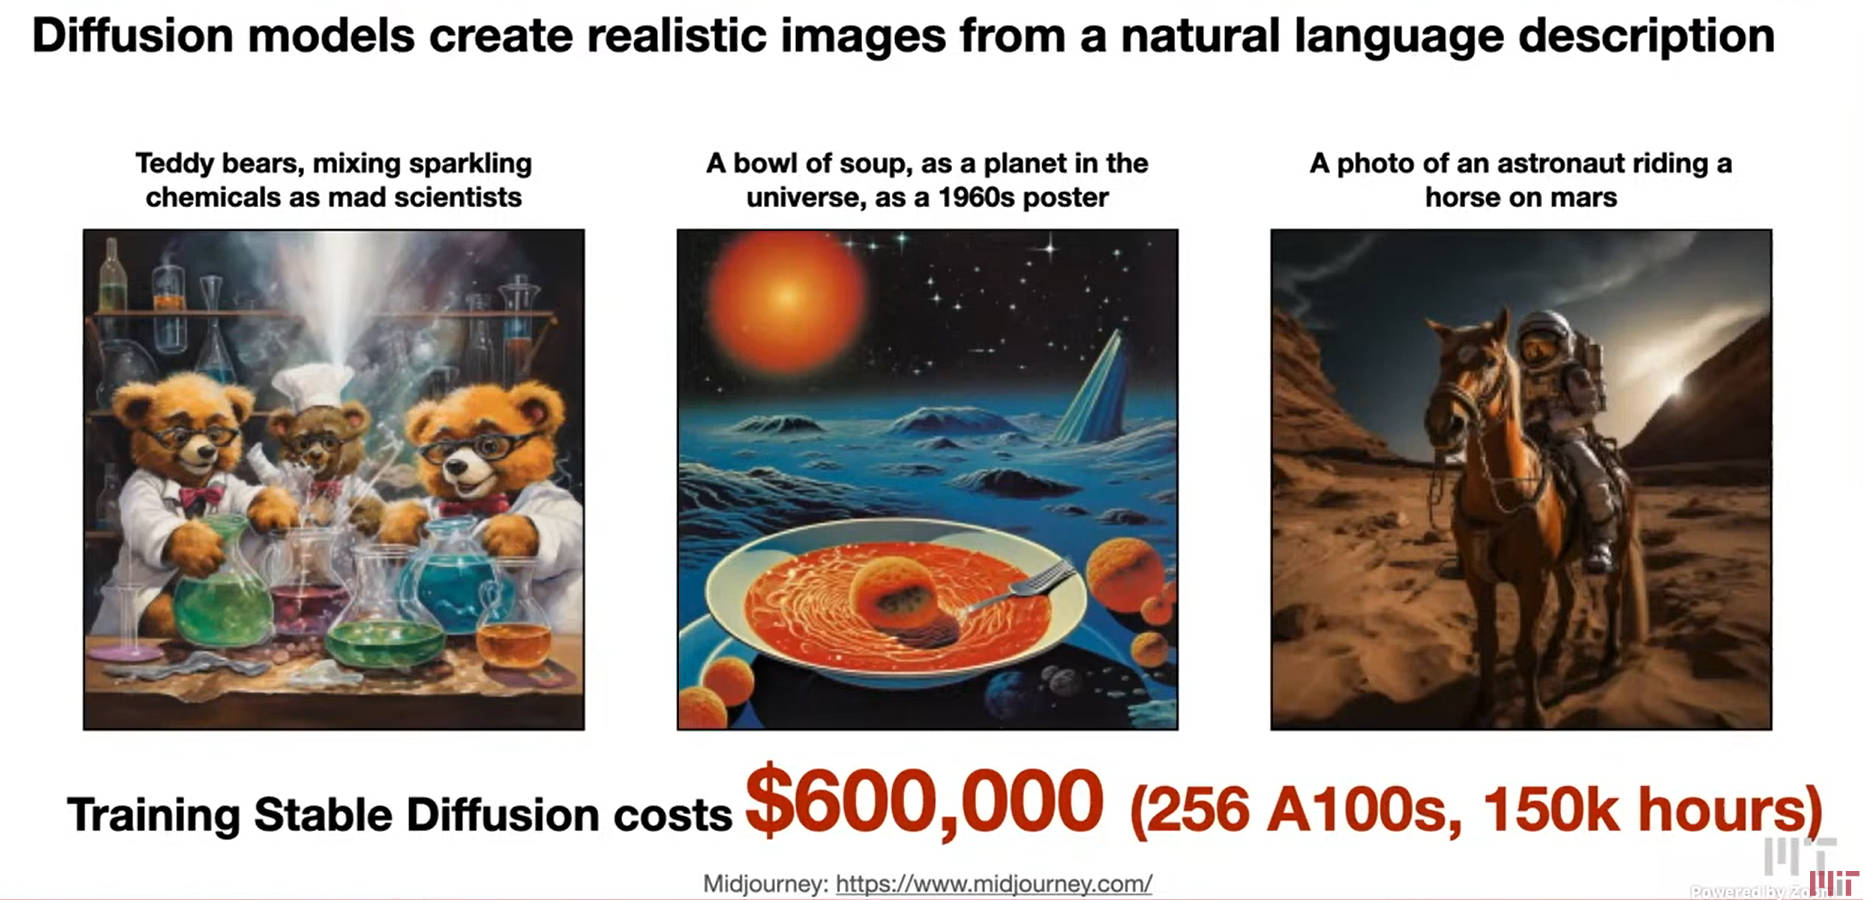 Diffusion models create realistic images from a natural language description
Teddy bears, mixing sparkling
chemicals as mad scientists
A bowl of soup, as a planet in the
universe, as a 1960s poster
A photo of an astronaut riding a
horse on mars
Training Stable Diffusion costs $600,000 (256 A100s, 150k hours)
Midjourney: https://www.midjourney.com/
MIT
MIT
Powered by Zoom